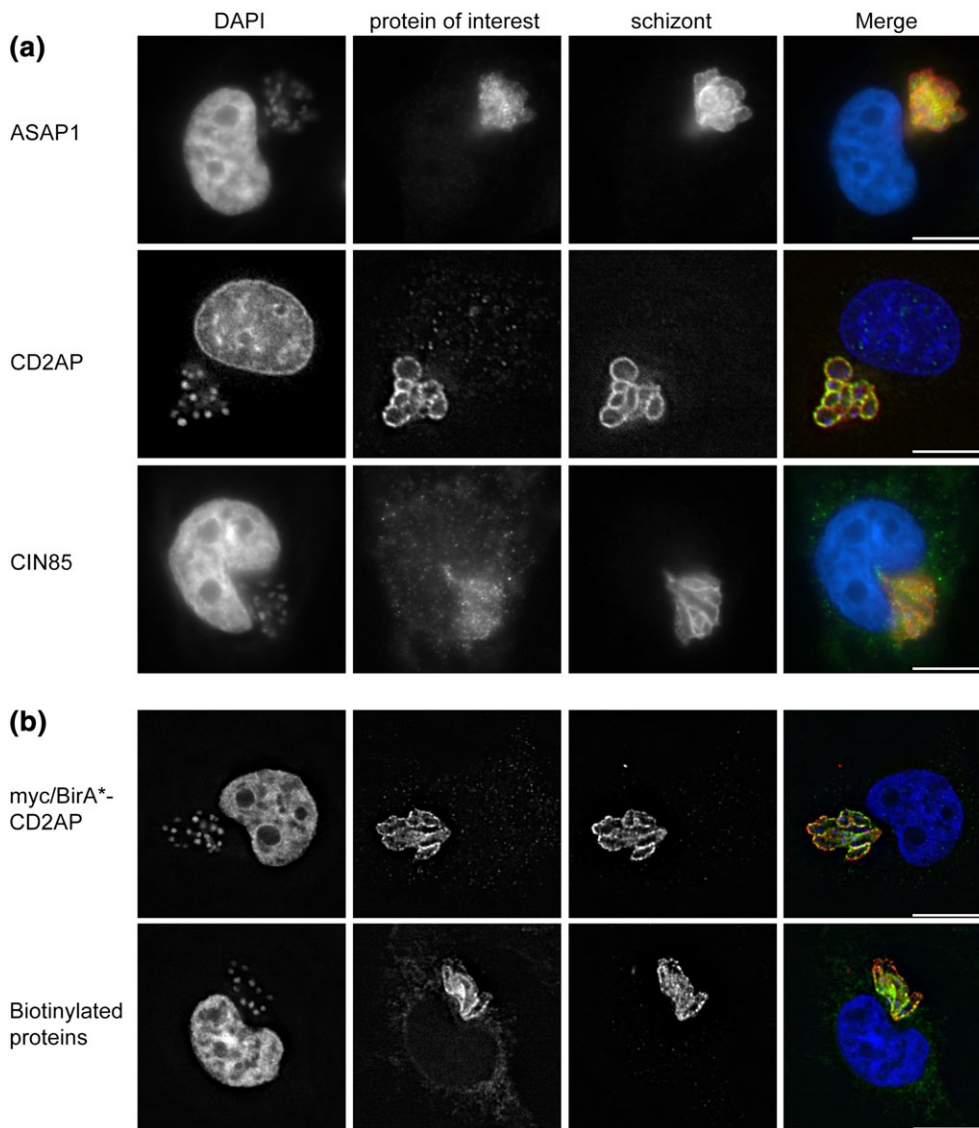 DAPI protein of interest schizont Merge
(a)
ASAP1
CD2AP
CIN85
(b)
myc/BirA*-
CD2AP
Biotinylated
proteins